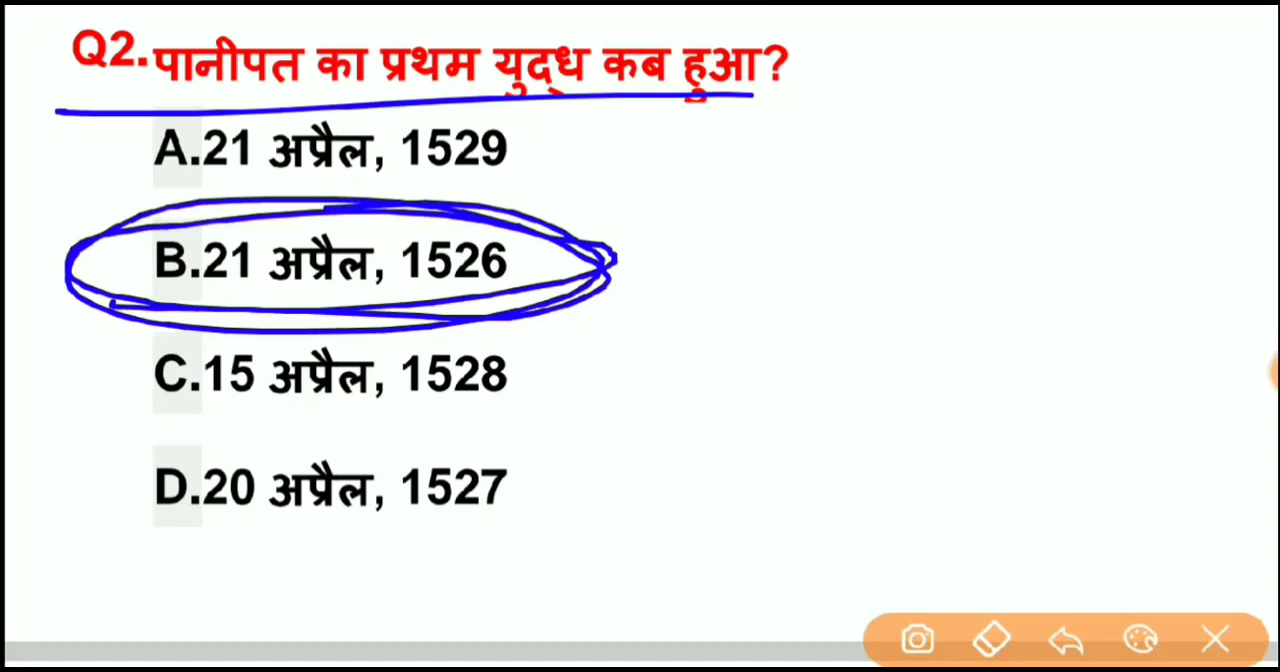 Q2.पानीपत का प्रथम युद्ध कब हुआ?
A.21 अप्रैल, 1529
B.21 अप्रैल, 1526
C.15 अप्रैल, 1528
D.20 अप्रैल, 1527